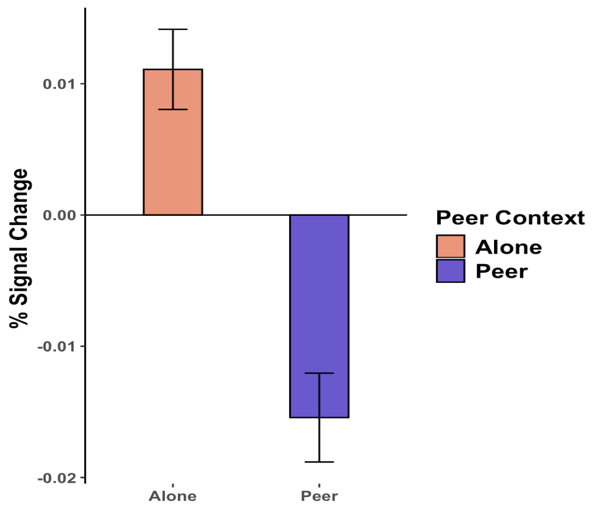 % Signal Change
0.01
0.00
-0.01
-0.02
Alone
Peer
Peer Context
Alone
Peer